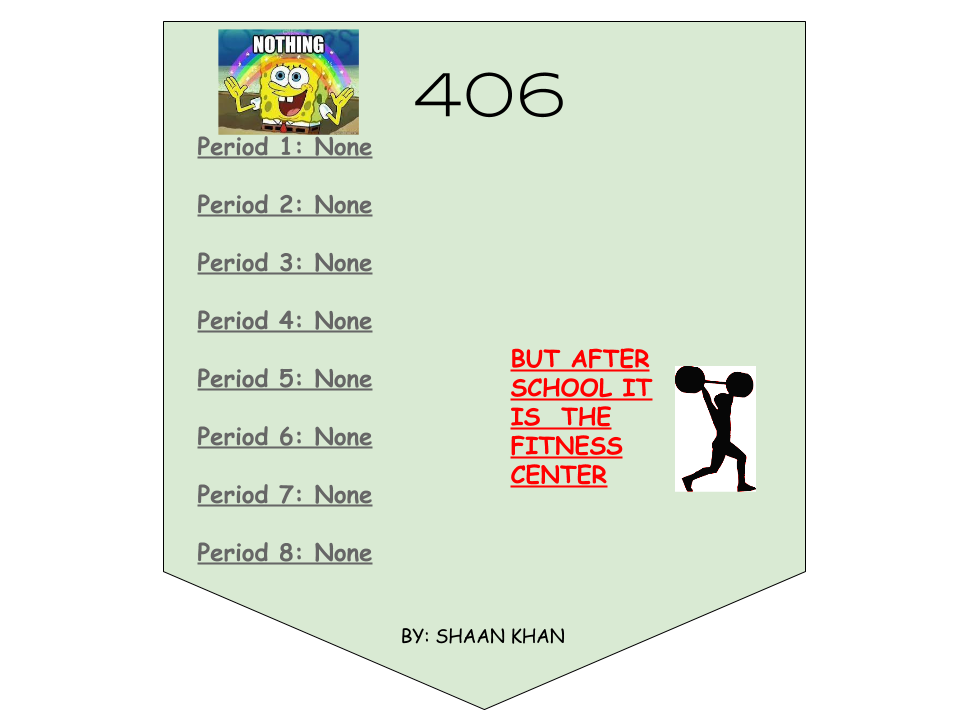 NOTHING
406
Period 1: None
Period 2: None
Period 3: None
Period 4: None
Period 5: None
Period 6: None
Period 7: None
Period 8: None
BUT AFTER
SCHOOL IT
IS THE
FITNESS
CENTER
BY: SHAAN KHAN